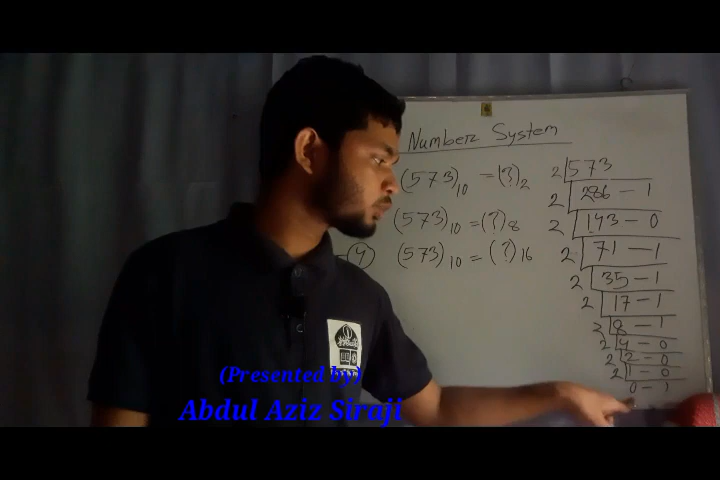 Number System
(573)10 = (?)2
(573)10 = (?)8
4 (573)10 = (?)16
2 573
2 286 - 1
2 143 - 0
2 71 - 1
2 35 - 1
2 17 - 1
2 8 - 1
2 4 - 0
2 2 - 0
2 1 - 0
0 - 1
(Presented by)
Abdul Aziz Siraji